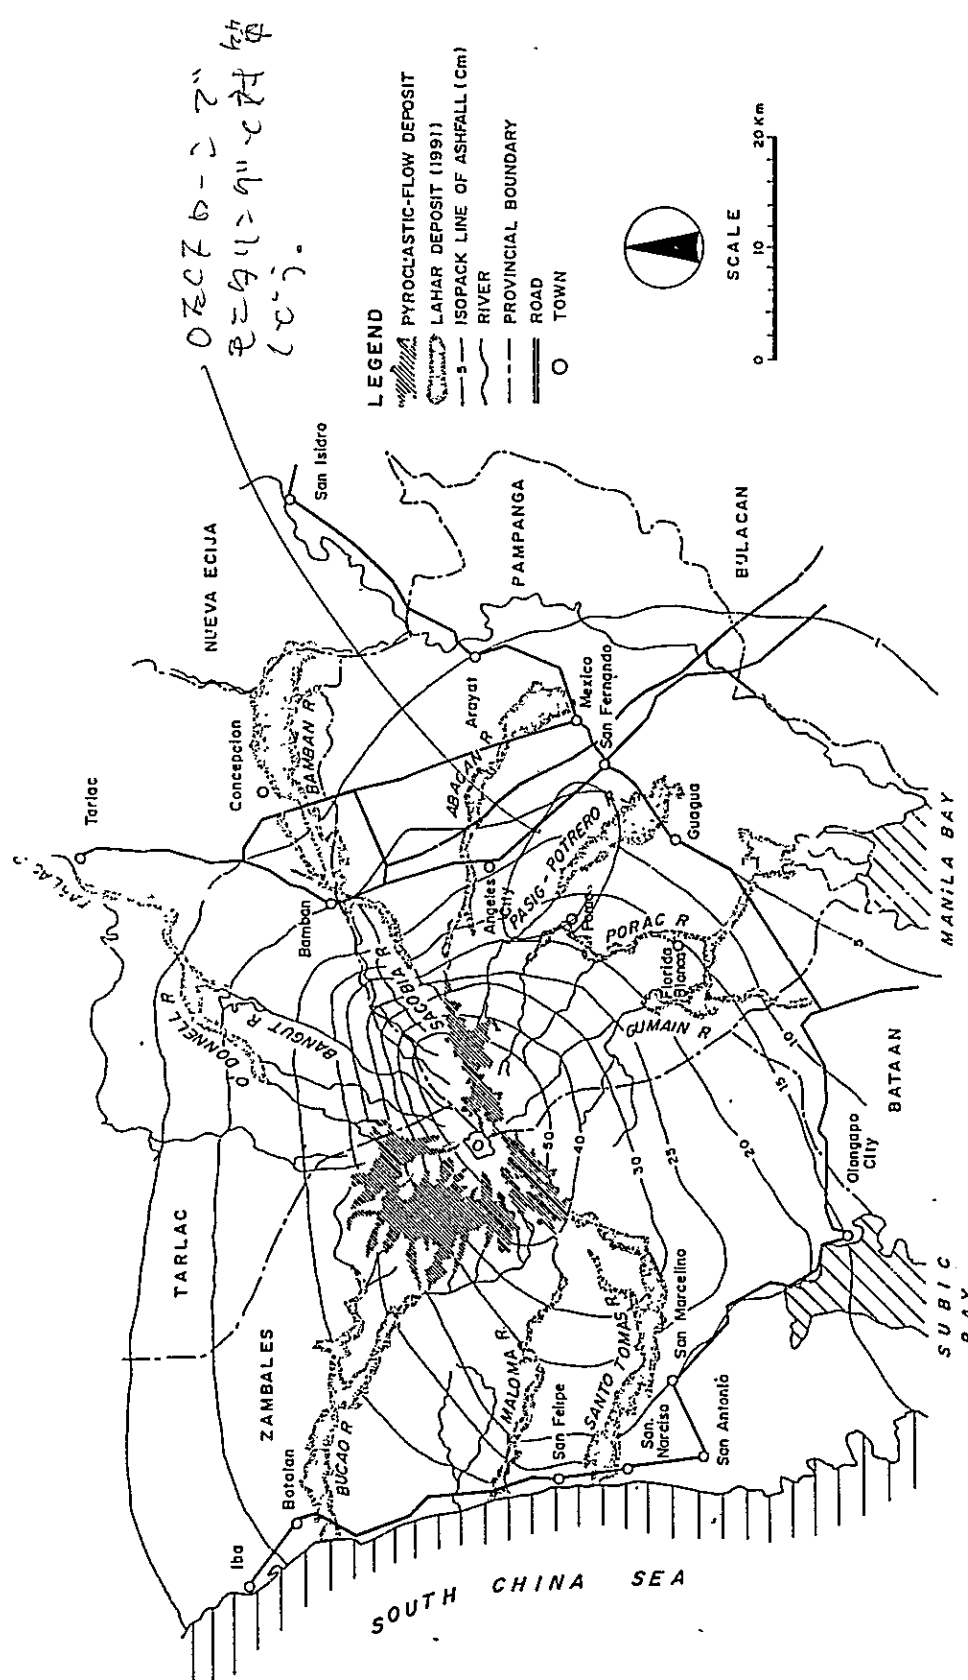 LEGEND
PYROCLASTIC-FLOW DEPOSIT
LAHAR DEPOSIT (1991)
5 ISOPACK LINE OF ASHFALL (Cm)
RIVER
PROVINCIAL BOUNDARY
ROAD
TOWN
SCALE
0 10 20 Km
NUEVA ECIJA
San Isidro
PAMPANGA
BULACAN
Tarlac
TARLAC
Concepcion
BAMBAN R
Arayat
ABACAN R
Mexico
San Fernando
Bamban
Angeles
City
PASIG - POTRERO R
Guagua
SACOBIA R
Porac
PORAC R
Florida
Blanca
GUMAIN R
MANILA BAY
O DONNELL R
BANGUT R
TARLAC
ZAMBALES
50
40
30
25
20
15
10
5
1
BATAAN
Olongapo
City
SUBIC
BAY
Iba
Botolan
BUCAO R
MALOMA R.
San Felipe
SANTO TOMAS R
San Marcelino
San.
Narciso
San Antonio
SOUTH CHINA SEA